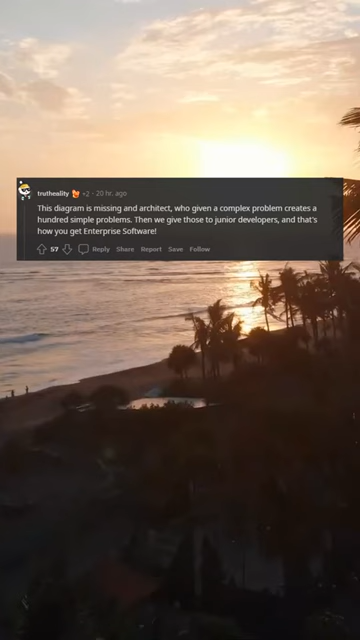 trutheality +2 · 20 hr. ago
This diagram is missing and architect, who given a complex problem creates a
hundred simple problems. Then we give those to junior developers, and that's
how you get Enterprise Software!
57 Reply Share Report Save Follow